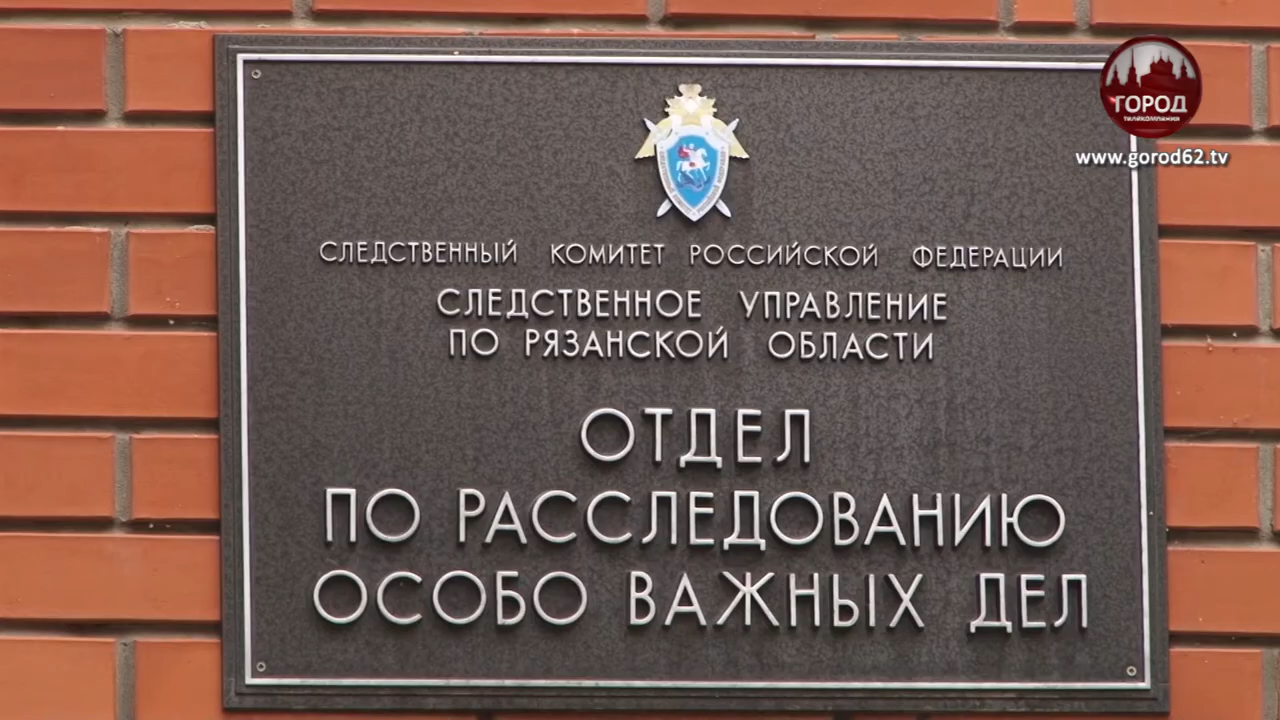 ГОРОД
телекомпания
www.gorod62.tv
СЛЕДСТВЕННЫЙ КОМИТЕТ РОССИЙСКОЙ ФЕДЕРАЦИИ
СЛЕДСТВЕННОЕ УПРАВЛЕНИЕ
ПО РЯЗАНСКОЙ ОБЛАСТИ
ОТДЕЛ
ПО РАССЛЕДОВАНИЮ
ОСОБО ВАЖНЫХ ДЕЛ